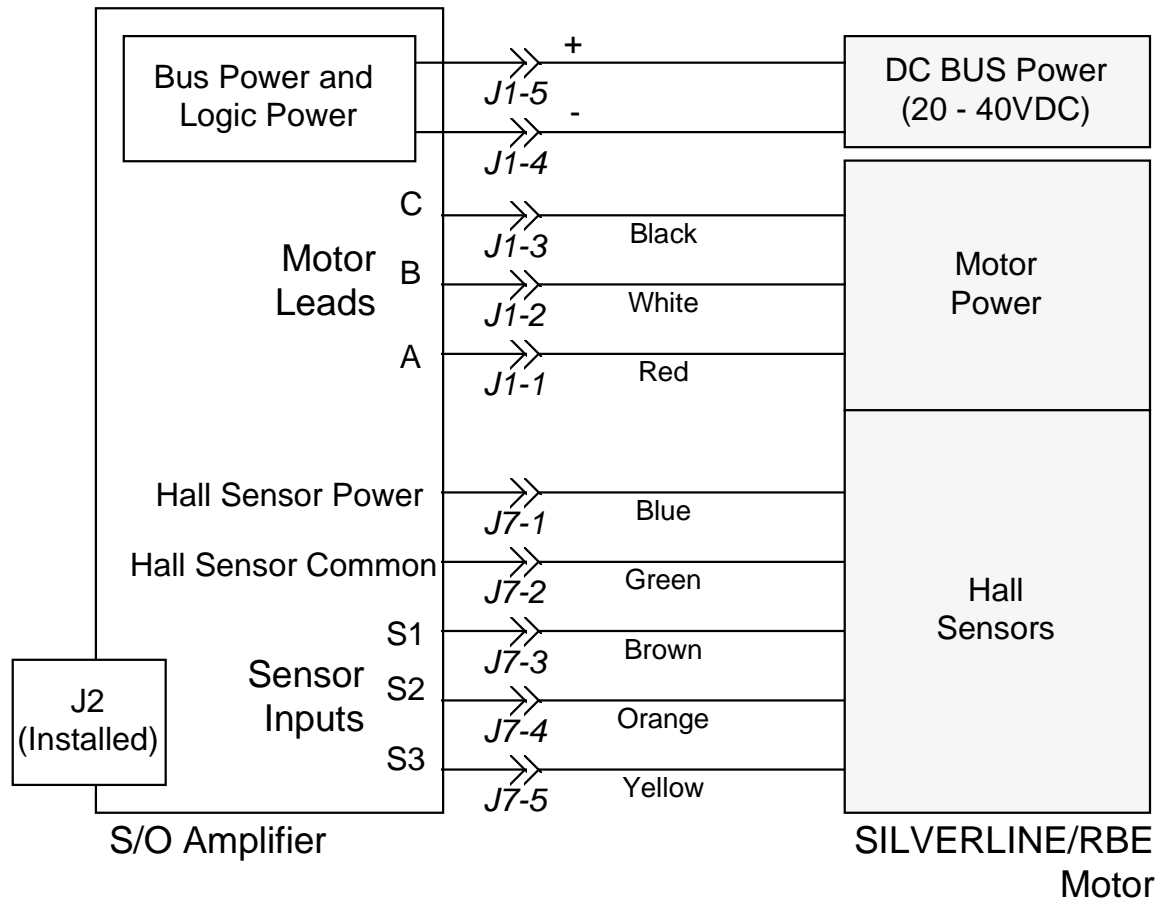 +
Bus Power and
Logic Power
J1-5
DC BUS Power
(20 - 40VDC)
-
J1-4
C
J1-3
Black
Motor
Leads
B
J1-2
White
Motor
Power
A
J1-1
Red
Hall Sensor Power
J7-1
Blue
Hall Sensor Common
J7-2
Green
Hall
Sensors
S1
J7-3
Brown
Sensor
Inputs
S2
J7-4
Orange
J2
(Installed)
S3
J7-5
Yellow
S/O Amplifier
SILVERLINE/RBE
Motor